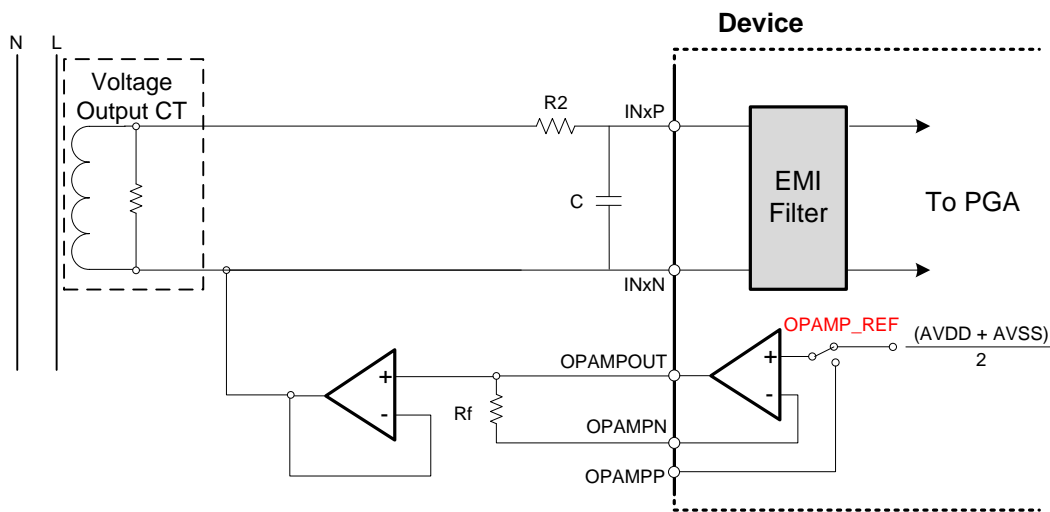 Device
N
L
Voltage
Output CT
R2
INxP
EMI
Filter
To PGA
C
INxN
OPAMP_REF
(AVDD + AVSS)
2
+
-
OPAMPOUT
+
-
Rf
OPAMPN
OPAMPP